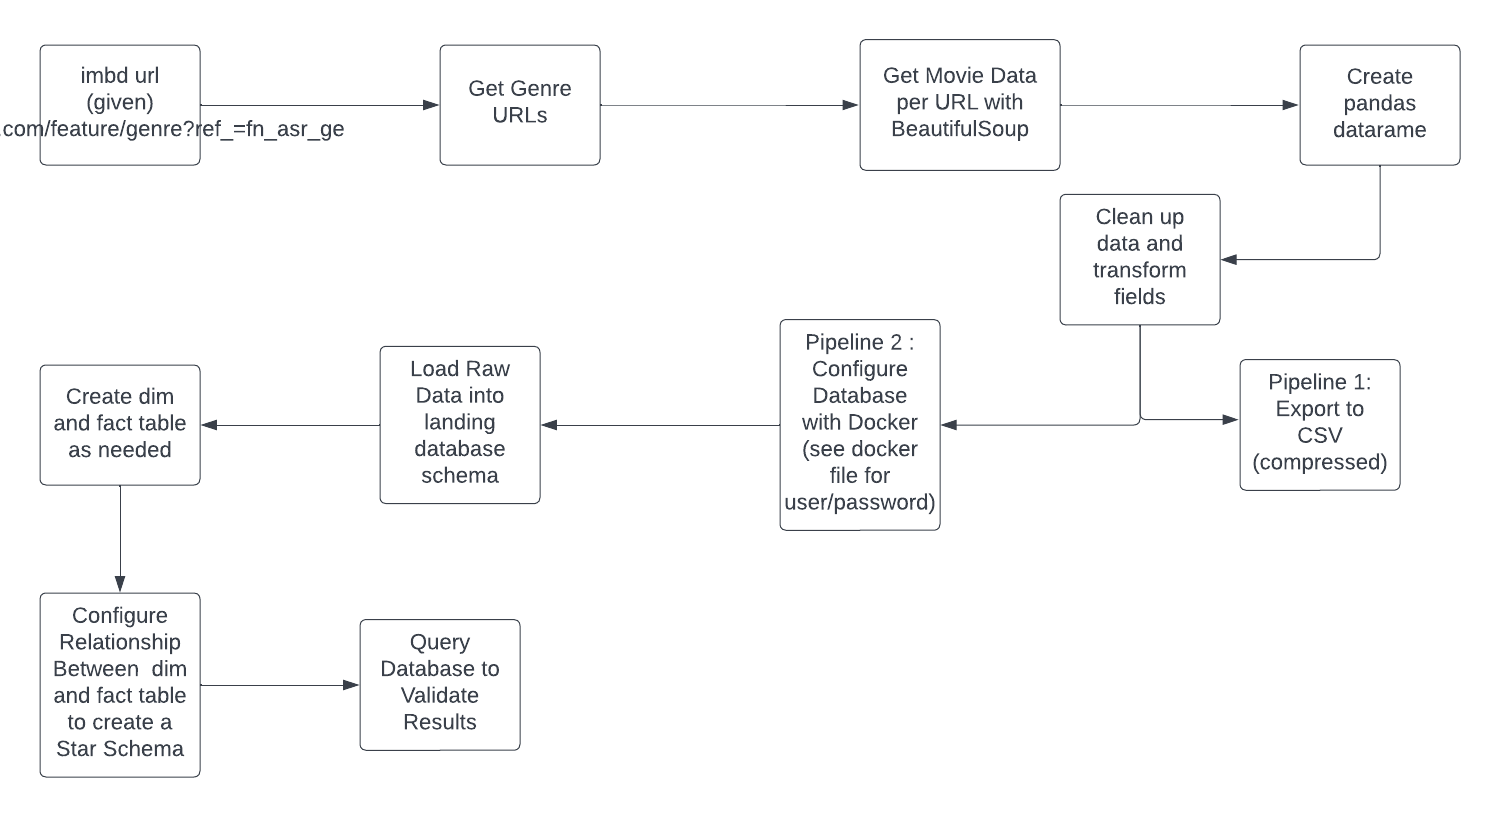 imbd url
(given)
.com/feature/genre?ref_=fn_asr_ge
Get Genre
URLs
Get Movie Data
per URL with
BeautifulSoup
Create
pandas
datarame
Clean up
data and
transform
fields
Pipeline 1:
Export to
CSV
(compressed)
Pipeline 2 :
Configure
Database
with Docker
(see docker
file for
user/password)
Load Raw
Data into
landing
database
schema
Create dim
and fact table
as needed
Configure
Relationship
Between  dim
and fact table
to create a
Star Schema
Query
Database to
Validate
Results